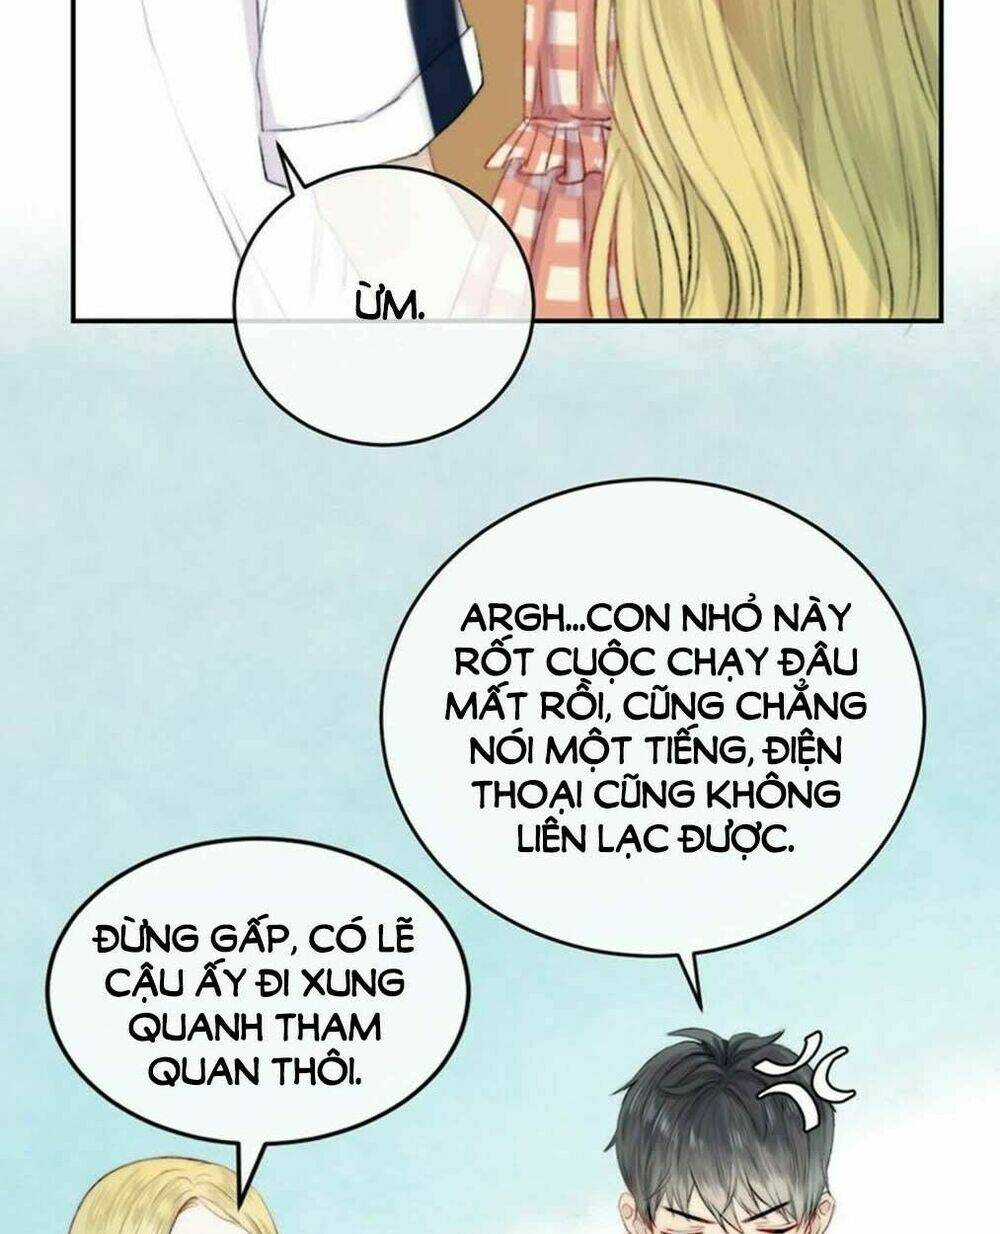 ỪM.
ARGH...CON NHỎ NÀY
RỐT CUỘC CHẠY ĐÂU
MẤT RỒI, CŨNG CHẲNG
NÓI MỘT TIẾNG, ĐIỆN
THOẠI CŨNG KHÔNG
LIÊN LẠC ĐƯỢC.
ĐỪNG GẤP, CÓ LẼ
CẬU ẤY ĐI XUNG
QUANH THAM
QUAN THÔI.